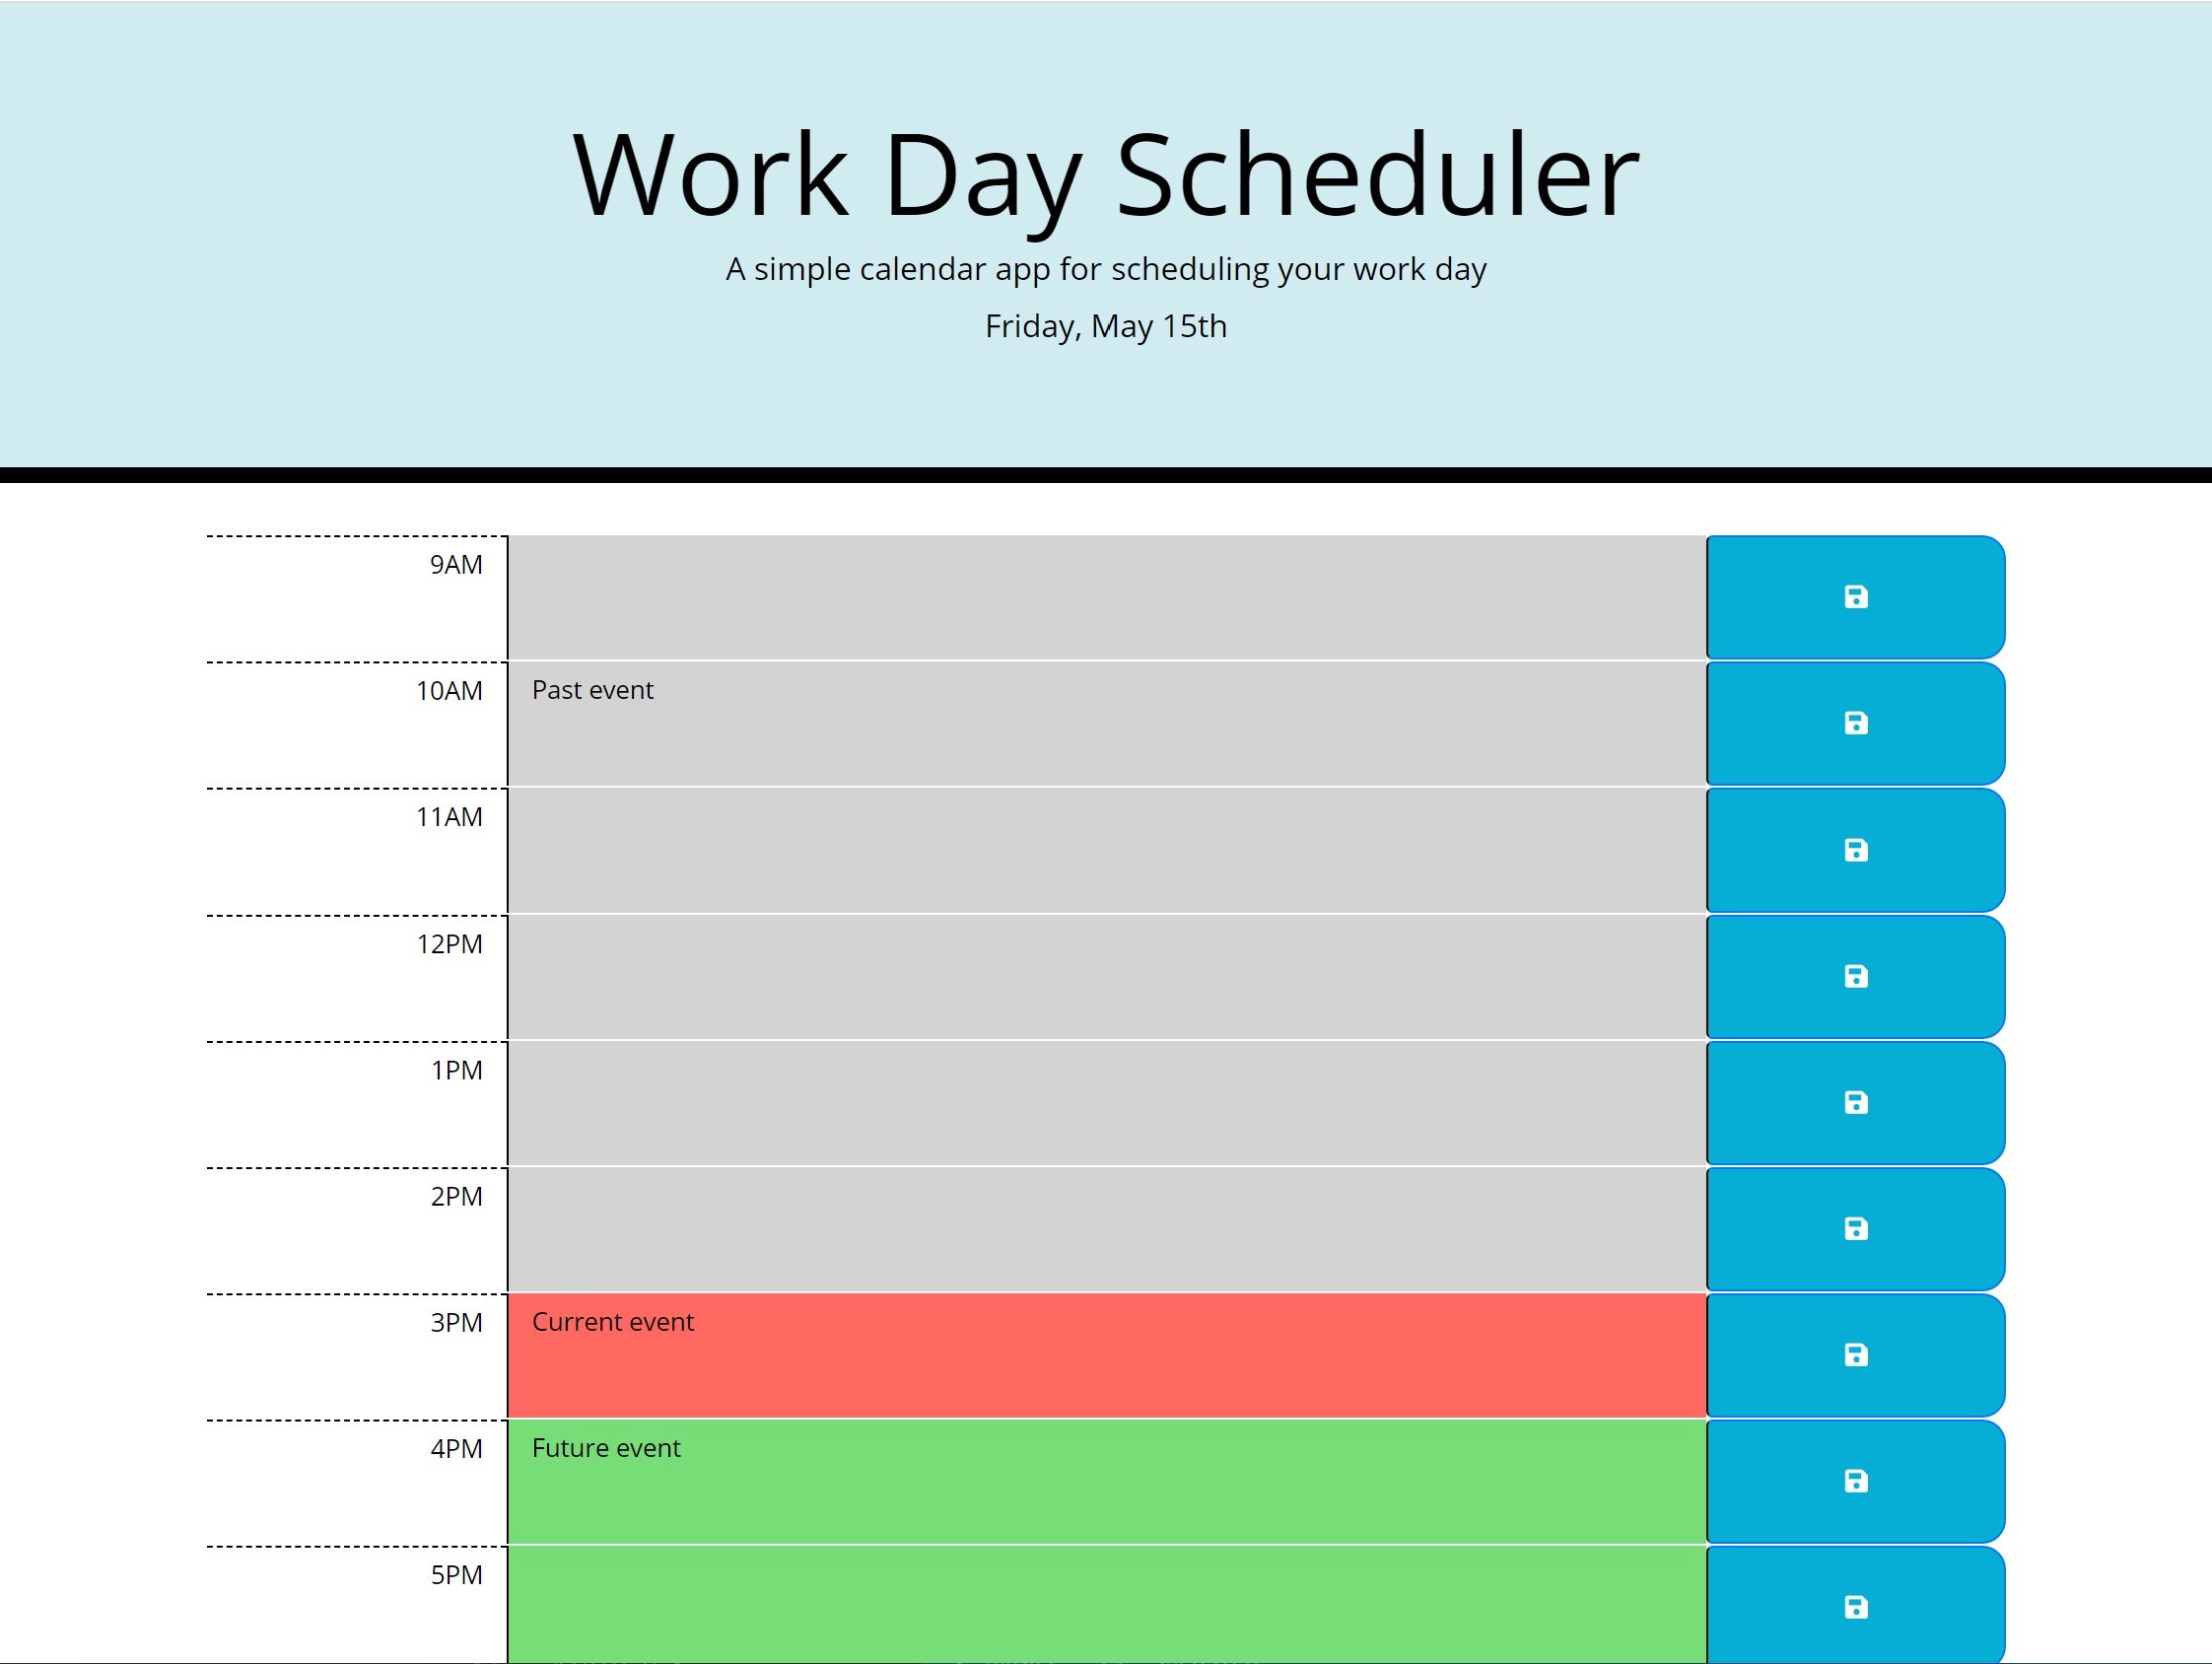 Work Day Scheduler
A simple calendar app for scheduling your work day
Friday, May 15th
9AM
10AM Past event
11AM
12PM
1PM
2PM
3PM Current event
4PM Future event
5PM